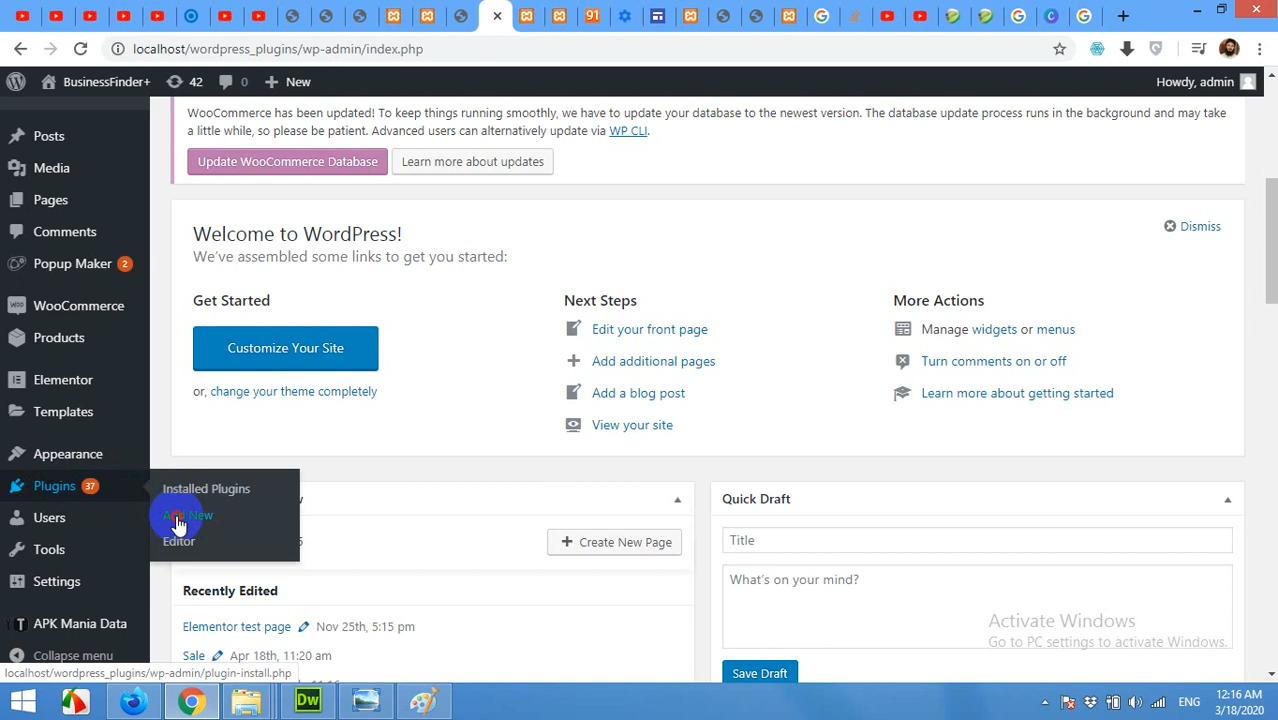 91
localhost/wordpress_plugins/wp-admin/index.php
BusinessFinder+
42
0
New
Howdy, admin
Posts
Media
Pages
Comments
Popup Maker 2
WooCommerce
Products
Elementor
Templates
Appearance
Plugins 37
Users
Tools
Settings
APK Mania Data
Collapse menu
Installed Plugins
Editor
WooCommerce has been updated! To keep things running smoothly, we have to update your database to the newest version. The database update process runs in the background and may take
a little while, so please be patient. Advanced users can alternatively update via WP CLI.
Update WooCommerce Database
Learn more about updates
Welcome to WordPress!
We've assembled some links to get you started:
Dismiss
Get Started
Customize Your Site
or, change your theme completely
Next Steps
Edit your front page
Add additional pages
Add a blog post
View your site
More Actions
Manage widgets or menus
Turn comments on or off
Learn more about getting started
Create New Page
Recently Edited
Elementor test page Nov 25th, 5:15 pm
Sale Apr 18th, 11:20 am
Quick Draft
Title
What's on your mind?
Save Draft
Activate Windows
Go to PC settings to activate Windows.
localhost/wordpress_plugins/wp-admin/plugin-install.php
Dw
ENG
12:16 AM
3/18/2020